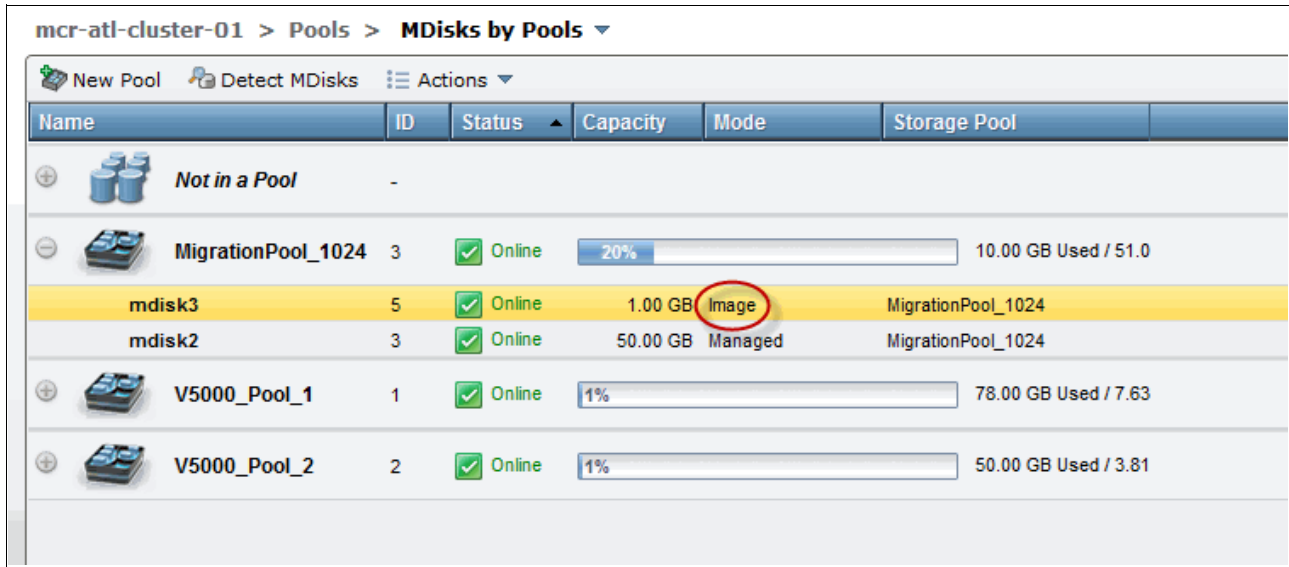 mcr-atl-cluster-01 > Pools > MDisks by Pools
New Pool Detect MDisks Actions
Name ID Status Capacity Mode Storage Pool
Not in a Pool -
MigrationPool_1024 3 Online 20% 10.00 GB Used / 51.0
mdisk3 5 Online 1.00 GB Image MigrationPool_1024
mdisk2 3 Online 50.00 GB Managed MigrationPool_1024
V5000_Pool_1 1 Online 1% 78.00 GB Used / 7.63
V5000_Pool_2 2 Online 1% 50.00 GB Used / 3.81